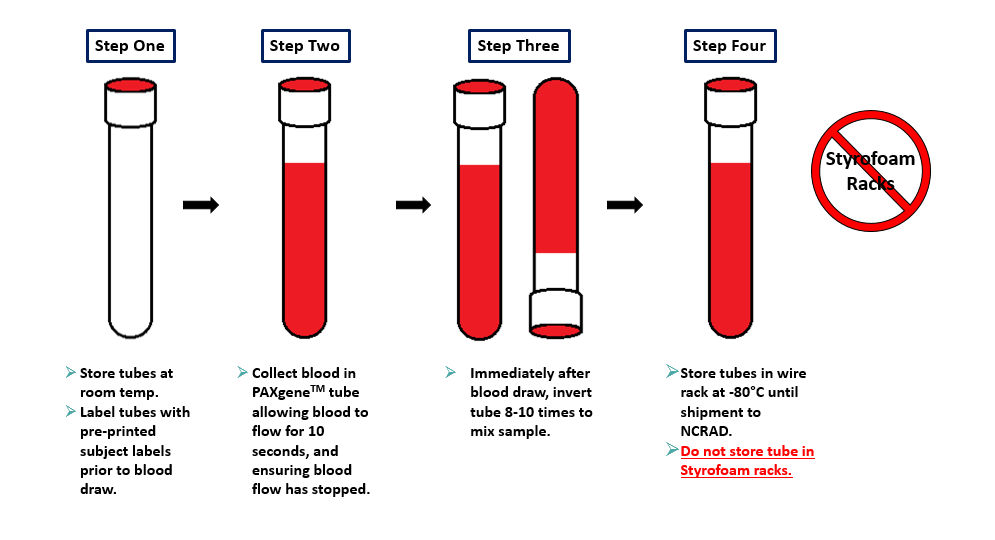 Step One
Step Two
Step Three
Step Four
Styrofoam
Racks
Store tubes at
room temp.
Label tubes with
pre-printed
subject labels
prior to blood
draw.
Collect blood in
PAXgene™ tube
allowing blood to
flow for 10
seconds, and
ensuring blood
flow has stopped.
Immediately after
blood draw, invert
tube 8-10 times to
mix sample.
Store tubes in wire
rack at -80°C until
shipment to
NCRAD.
Do not store tube in
Styrofoam racks.